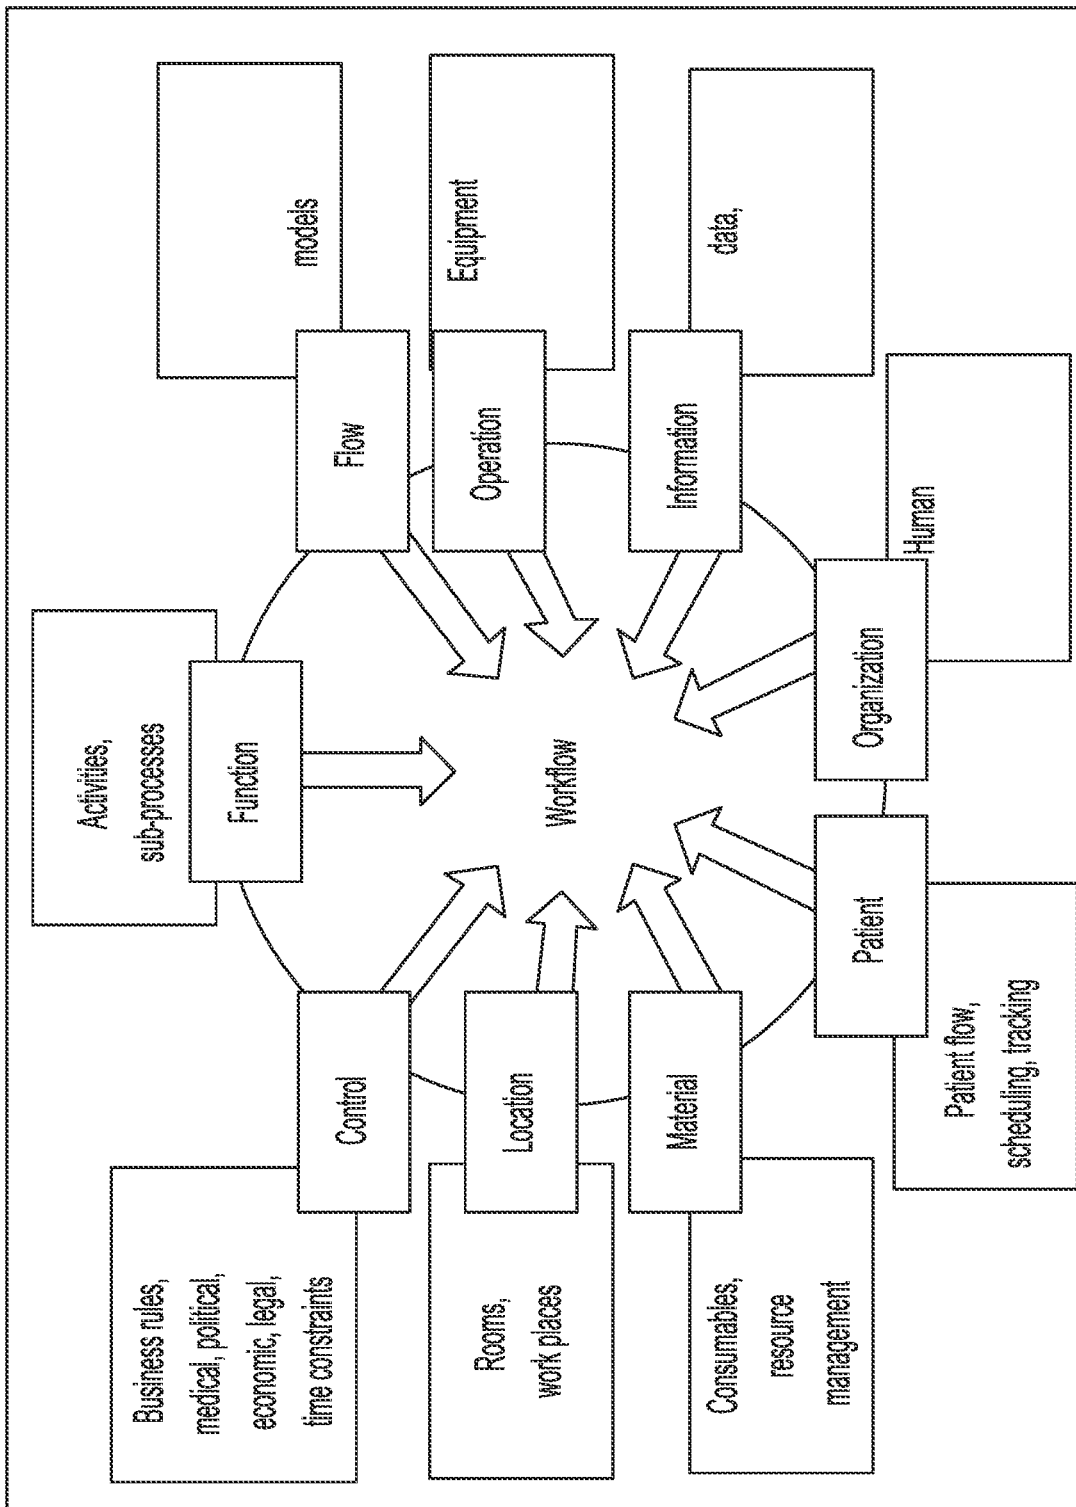 Activities,
sub-processes
Function
Business rules,
medical, political,
economic, legal,
time constraints
Control
Flow
models
Rooms,
work places
Location
Workflow
Operation
Equipment
Consumables,
resource
management
Material
Information
data,
Patient flow,
scheduling, tracking
Patient
Organization
Human